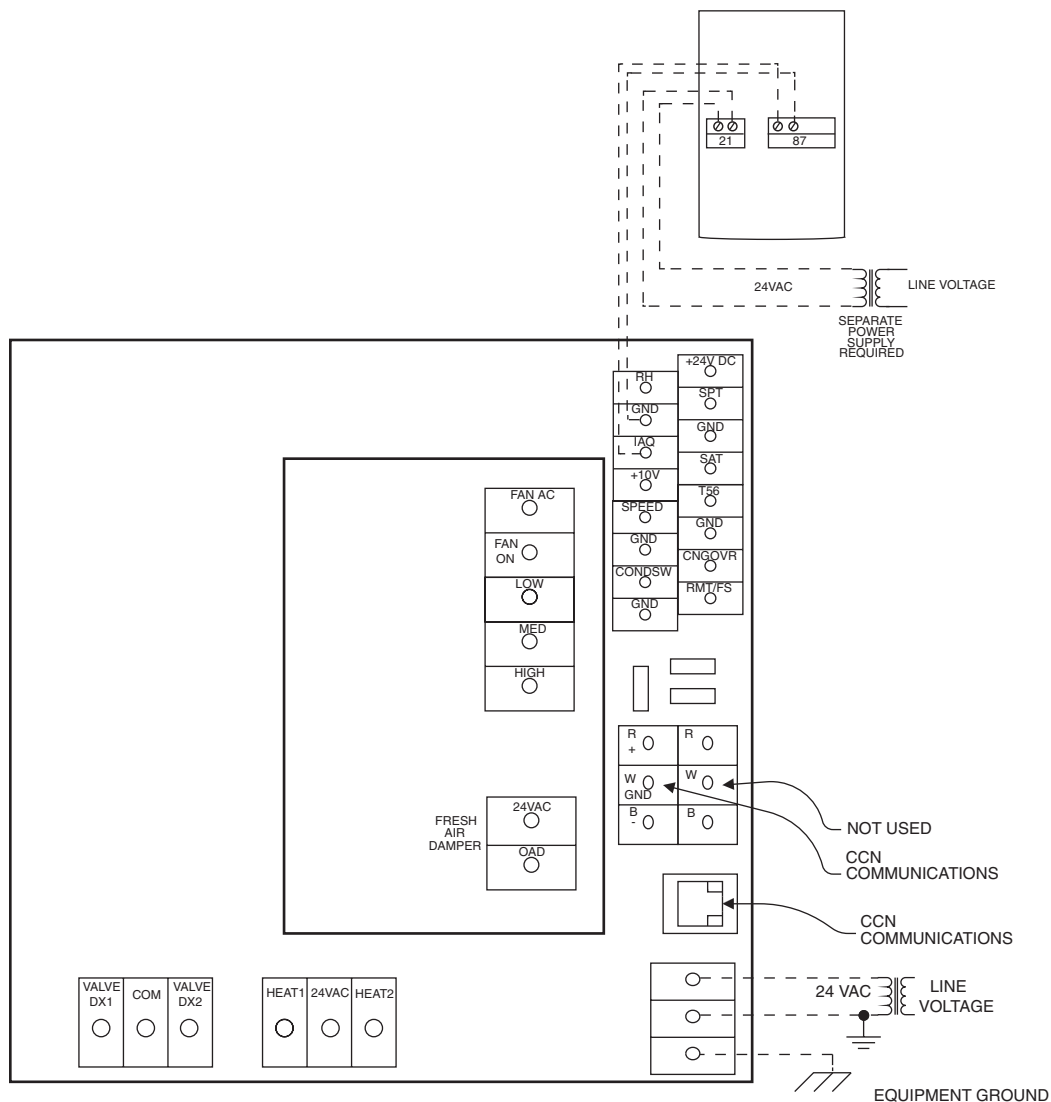 21
87
24VAC
LINE VOLTAGE
SEPARATE
POWER
SUPPLY
REQUIRED
+24V DC
SPT
GND
SAT
T56
GND
CNGOVR
RMT/FS
RH
GND
IAQ
+10V
SPEED
GND
CONDSW
GND
FAN AC
FAN
ON
LOW
MED
HIGH
R
+
W
GND
B
-
R
W
B
NOT USED
CCN
COMMUNICATIONS
CCN
COMMUNICATIONS
FRESH
AIR
DAMPER
24VAC
OAD
VALVE
DX1
COM
VALVE
DX2
HEAT1
24VAC
HEAT2
24 VAC
LINE
VOLTAGE
EQUIPMENT GROUND